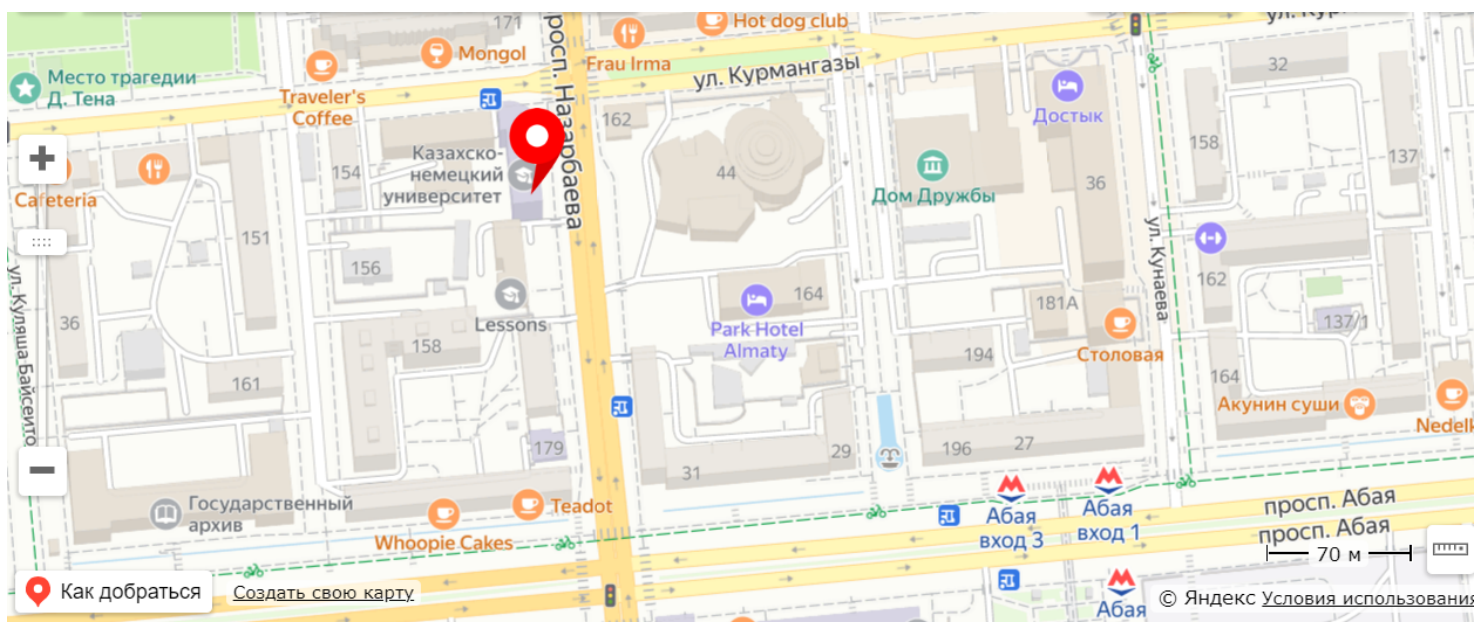 171
Hot dog club
ул. Кур
Mongol
Frau Irma
просп. Назарбаева
ул. Курмангазы
32
Место трагедии
Д. Тена
Traveler's
Coffee
Достык
162
158
137
154
Казахско-
немецкий
университет
44
36
Дом Дружбы
Cafeteria
151
156
ул. Кунаева
162
ул. Куляша Байсеито
36
Lessons
164
181А
137/1
Park Hotel
Almaty
158
194
Столовая
161
164
Акунин суши
Nedelk
179
31
29
196
27
Государственный
архив
Teadot
Whoopie Cakes
Абая
вход 3
Абая
вход 1
просп. Абая
просп. Абая
70 м
Как добраться
Создать свою карту
Абая
© Яндекс Условия использования